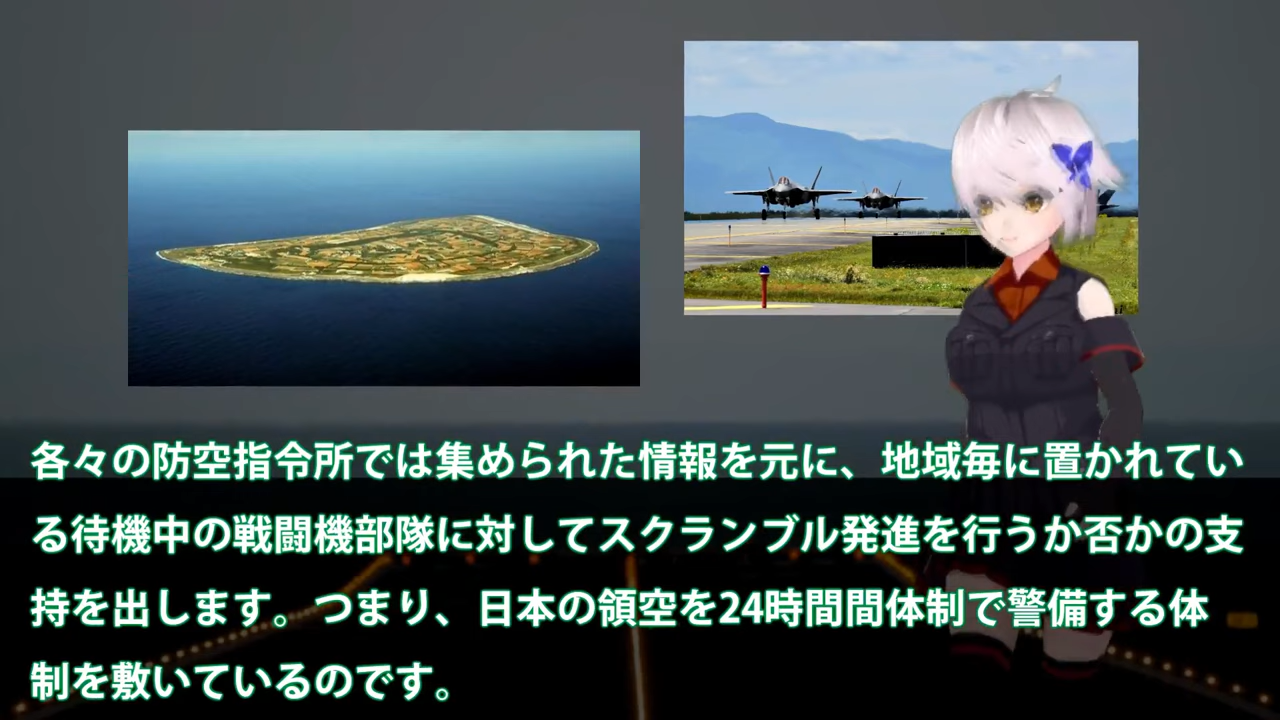 各々の防空指令所では集められた情報を元に、地域毎に置かれてい
る待機中の戦闘機部隊に対してスクランブル発進を行うか否かの支
持を出します。つまり、日本の領空を24時間間体制で警備する体
制を敷いているのです。